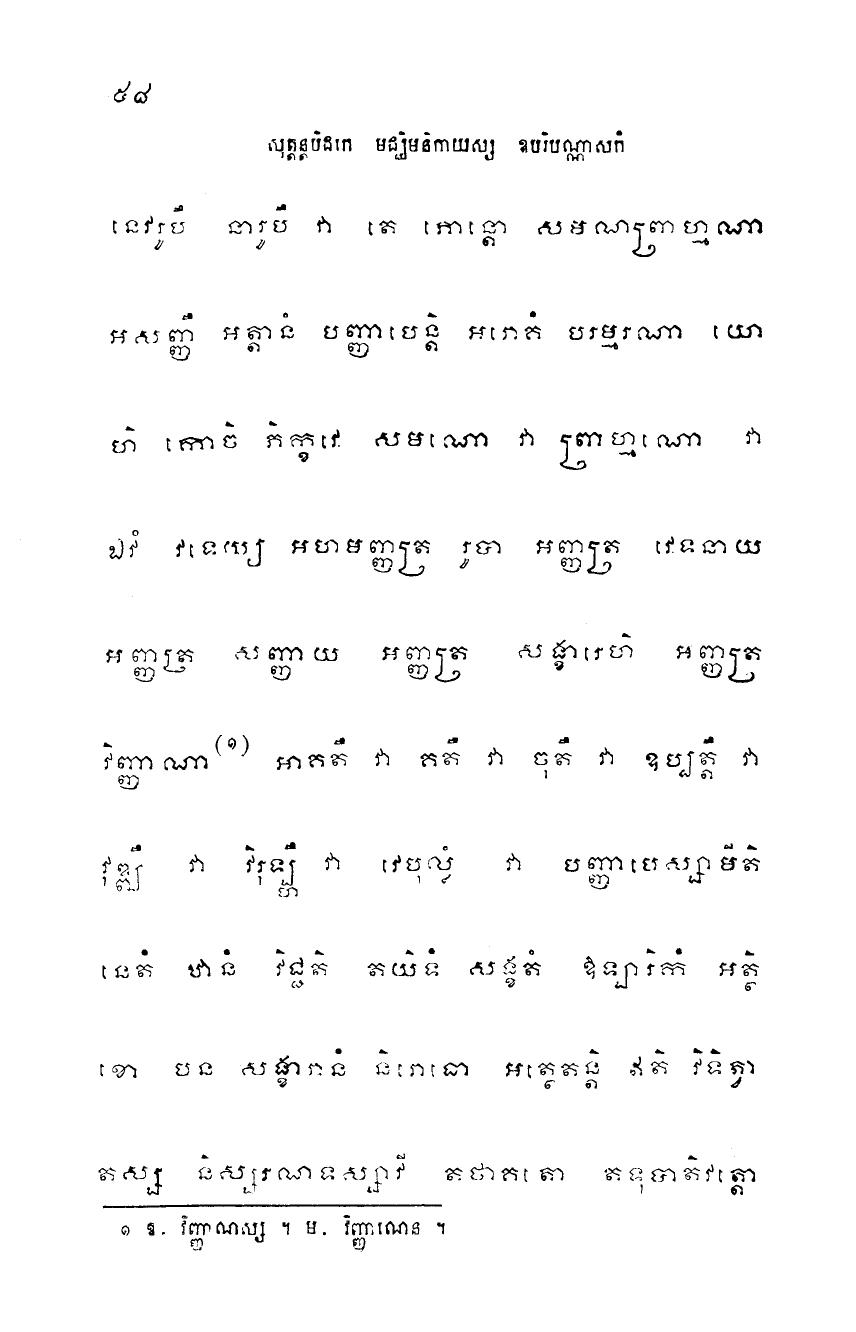 ៥៨
សុត្តន្តបិដកេ មជ្ឈិមនិកាយស្ស ឧបរិបណ្ណាសកំ
នេវរូបឹ នារូបឹ វា តេ ភោន្តោ សមណព្រាហ្មណា
អសញ្ញឹ អត្តានំ បញ្ញាបេន្តិ អរោគំ បរម្មរណា យោ
ហិ កោចិ ភិក្ខវេ សមណោ វា ព្រាហ្មណោ វា
ឯវំ វទេយ្យ អហមញ្ញត្រ រូបា អញ្ញត្រ វេទនាយ
អញ្ញត្រ សញ្ញាយ អញ្ញត្រ សង្ខារេហិ អញ្ញត្រ
វិញ្ញាណា(១) អាគតឹ វា គតឹ វា ចុតឹ វា ឧប្បត្តឹ វា
វុឌ្ឍឹ វា វិរុឡ្ហឹ វា វេបុល្លំ វា បញ្ញាបេស្សាមីតិ
នេតំ ឋានំ វិជ្ជតិ តយិទំ សង្ខតំ ឱឡារិកំ អត្ថិ
ខោ បន សង្ខារានំ និរោធោ អត្ថេតន្តិ ឥតិ វិទិត្វា
តស្ស និស្សរណទស្សាវី តថាគតោ តទុបាតិវត្តោ
១ ឱ. វិញ្ញាណស្ស ។ ម. វិញ្ញាណេន ។